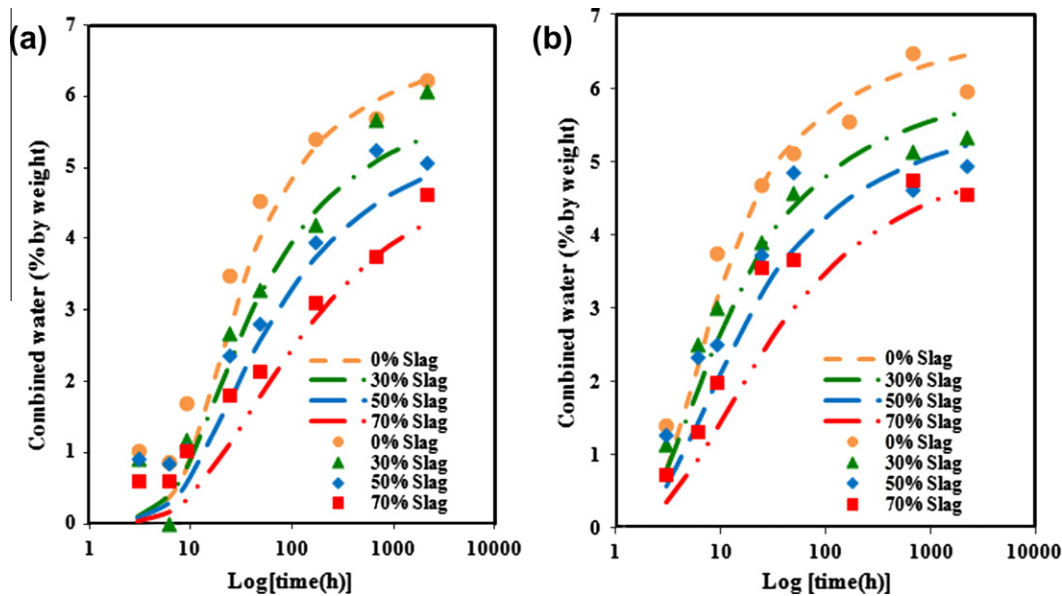 (a)
Combined water (% by weight)
7
6
5
4
3
2
1
0
1
10
100
1000
10000
Log[time(h)]
0% Slag
30% Slag
50% Slag
70% Slag
0% Slag
30% Slag
50% Slag
70% Slag
(b)
Combined water (% by weight)
7
6
5
4
3
2
1
0
1
10
100
1000
10000
Log [time(h)]
0% Slag
30% Slag
50% Slag
70% Slag
0% Slag
30% Slag
50% Slag
70% Slag